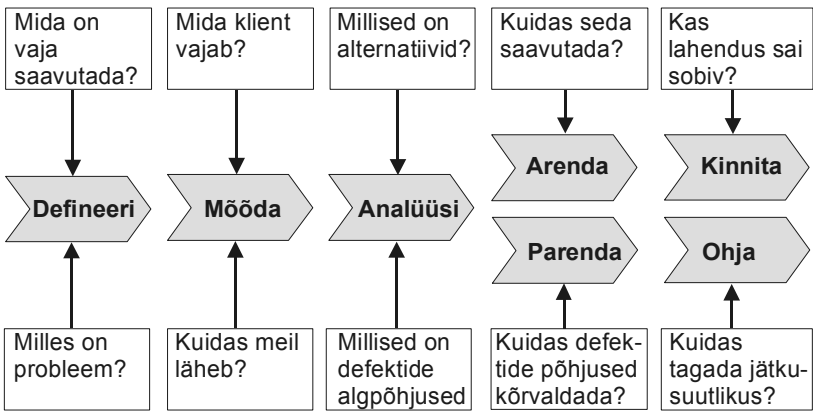 Mida on
vaja
saavutada?
Mida klient
vajab?
Millised on
alternatiivid?
Kuidas seda
saavutada?
Kas
lahendus sai
sobiv?
Defineeri
Mõõda
Analüüsi
Arenda
Kinnita
Parenda
Ohja
Milles on
probleem?
Kuidas meil
läheb?
Millised on
defektide
algpõhjused
Kuidas defek-
tide põhjused
kõrvaldada?
Kuidas
tagada jätku-
suutlikus?